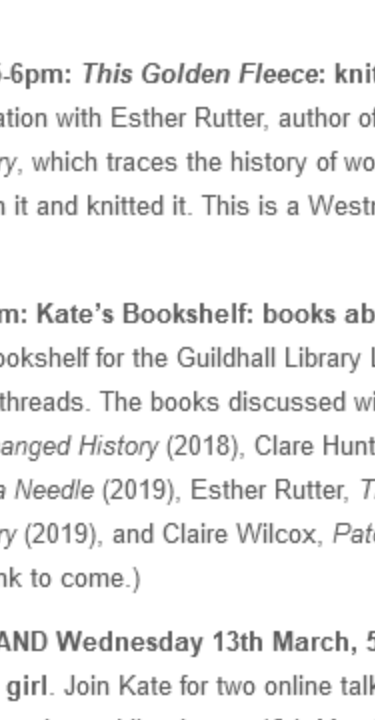 -6pm: This Golden Fleece: knit
ation with Esther Rutter, author of
ry, which traces the history of wo
n it and knitted it. This is a West
m: Kate’s Bookshelf: books ab
ookshelf for the Guildhall Library L
threads. The books discussed wi
anged History (2018), Clare Hunt
a Needle (2019), Esther Rutter, T
ry (2019), and Claire Wilcox, Pat
nk to come.)
AND Wednesday 13th March, 5
girl. Join Kate for two online talk